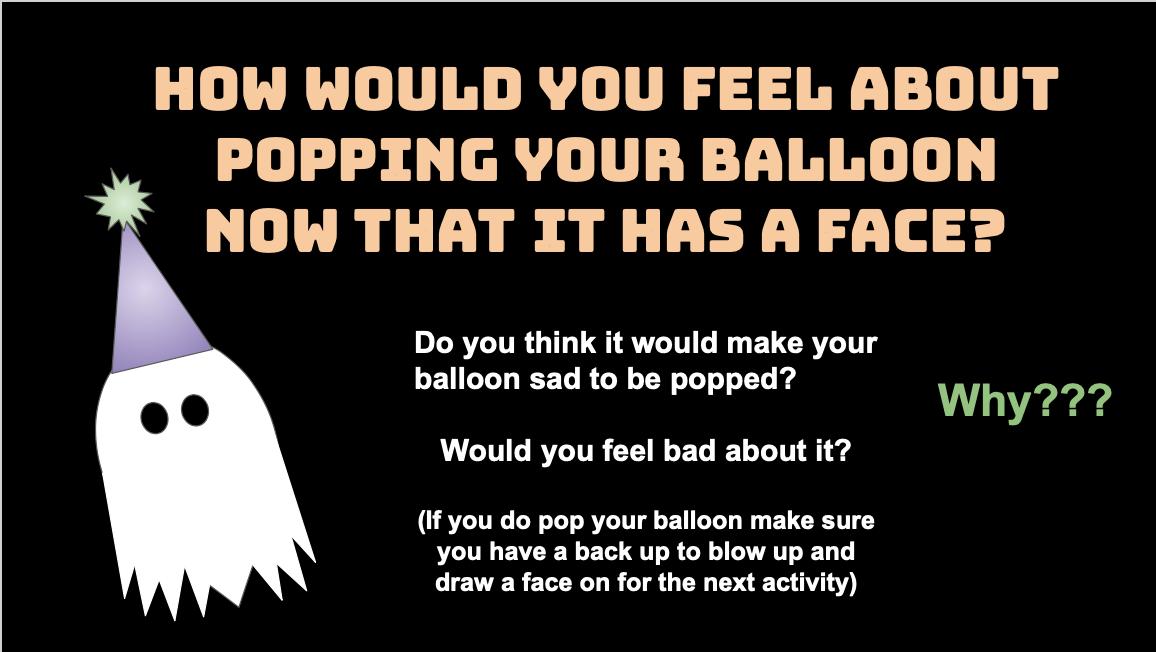 HOW WOULD YOU FEEL ABOUT
POPPING YOUR BALLOON
NOW THAT IT HAS A FACE?
Do you think it would make your
balloon sad to be popped?
Why???
Would you feel bad about it?
(If you do pop your balloon make sure
you have a back up to blow up and
draw a face on for the next activity)